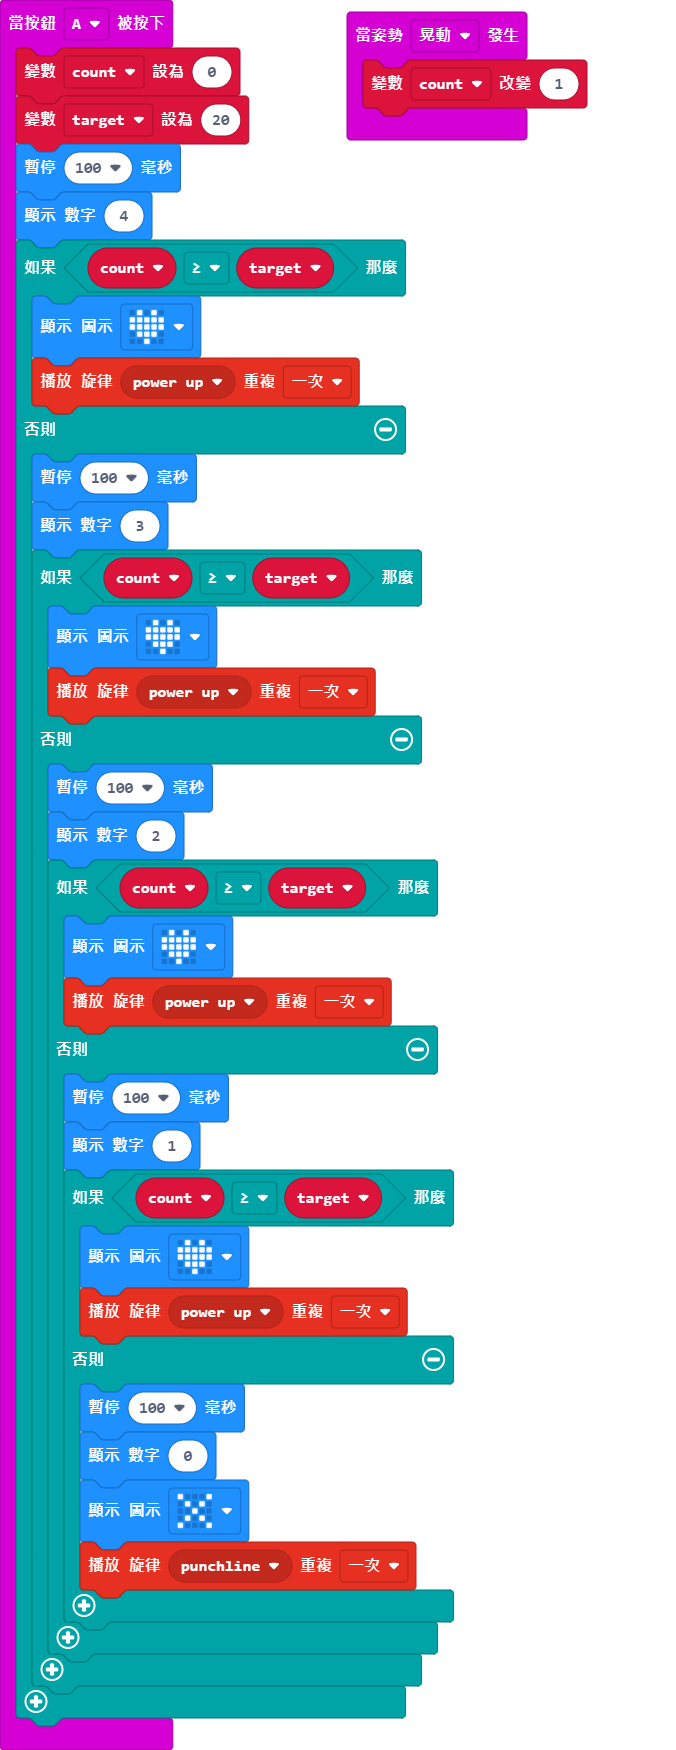 當按鈕 A 被按下
變數 count 設為 0
變數 target 設為 20
暫停 100 毫秒
顯示 數字 4
如果 count ≥ target 那麼
顯示 圖示
播放 旋律 power up 重複 一次
否則
暫停 100 毫秒
顯示 數字 3
如果 count ≥ target 那麼
顯示 圖示
播放 旋律 power up 重複 一次
否則
暫停 100 毫秒
顯示 數字 2
如果 count ≥ target 那麼
顯示 圖示
播放 旋律 power up 重複 一次
否則
暫停 100 毫秒
顯示 數字 1
如果 count ≥ target 那麼
顯示 圖示
播放 旋律 power up 重複 一次
否則
暫停 100 毫秒
顯示 數字 0
顯示 圖示
播放 旋律 punchline 重複 一次
當姿勢 晃動 發生
變數 count 改變 1